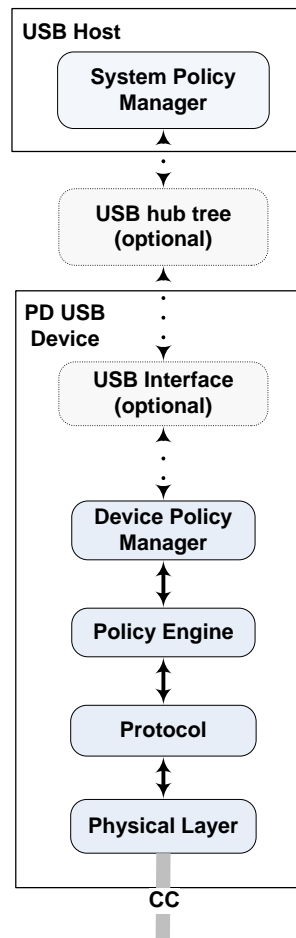 USB Host
System Policy
Manager
USB hub tree
(optional)
PD USB
Device
USB Interface
(optional)
Device Policy
Manager
Policy Engine
Protocol
Physical Layer
CC